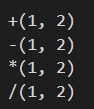 +(1, 2)
-(1, 2)
*(1, 2)
/(1, 2)